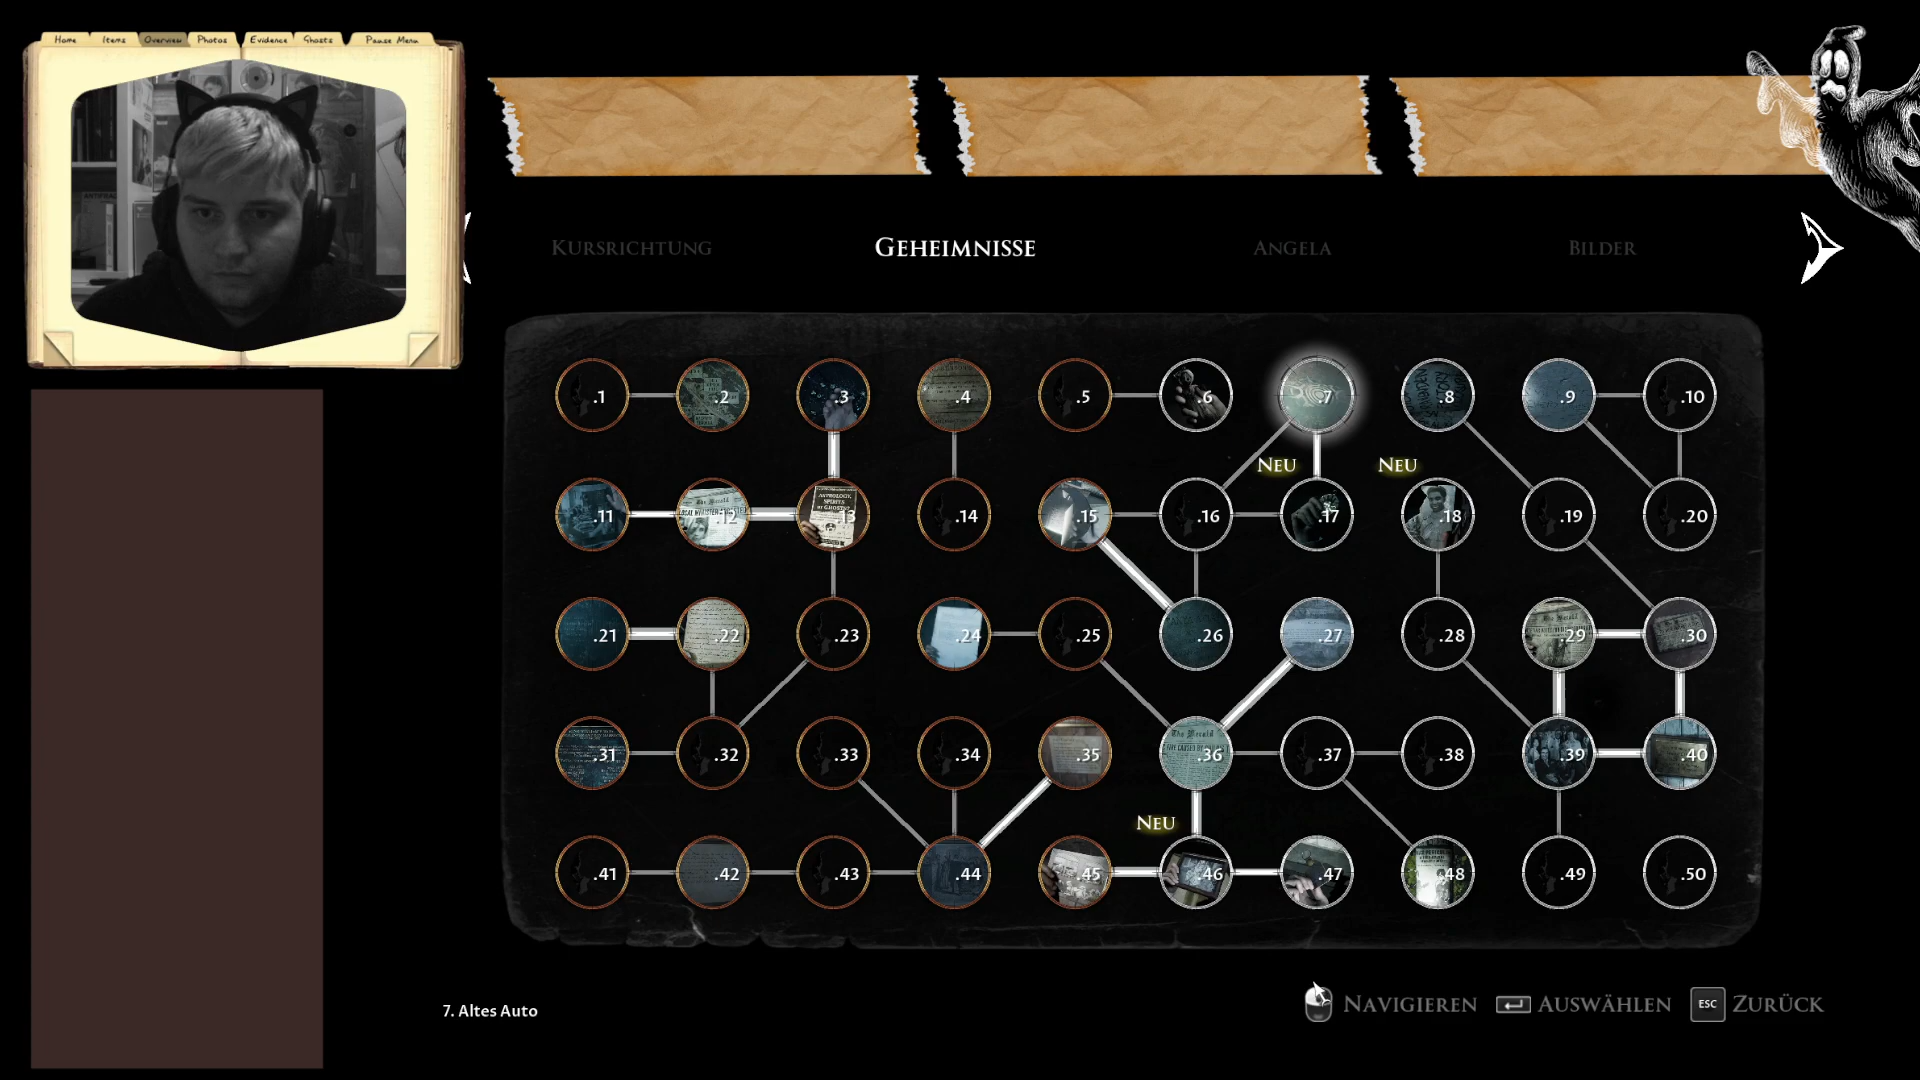 Home Items Overview Photos Evidence Ghosts Pause Menu
KURSRICHTUNG GEHEIMNISSE ANGELA BILDER
.1 .2 .3 .4 .5 .6 .7 .8 .9 .10
NEU NEU
.11 .12 .13 .14 .15 .16 .17 .18 .19 .20
.21 .22 .23 .24 .25 .26 .27 .28 .29 .30
.31 .32 .33 .34 .35 .36 .37 .38 .39 .40
NEU
.41 .42 .43 .44 .45 .46 .47 .48 .49 .50
7. Altes Auto
NAVIGIEREN AUSWÄHLEN ESC ZURÜCK